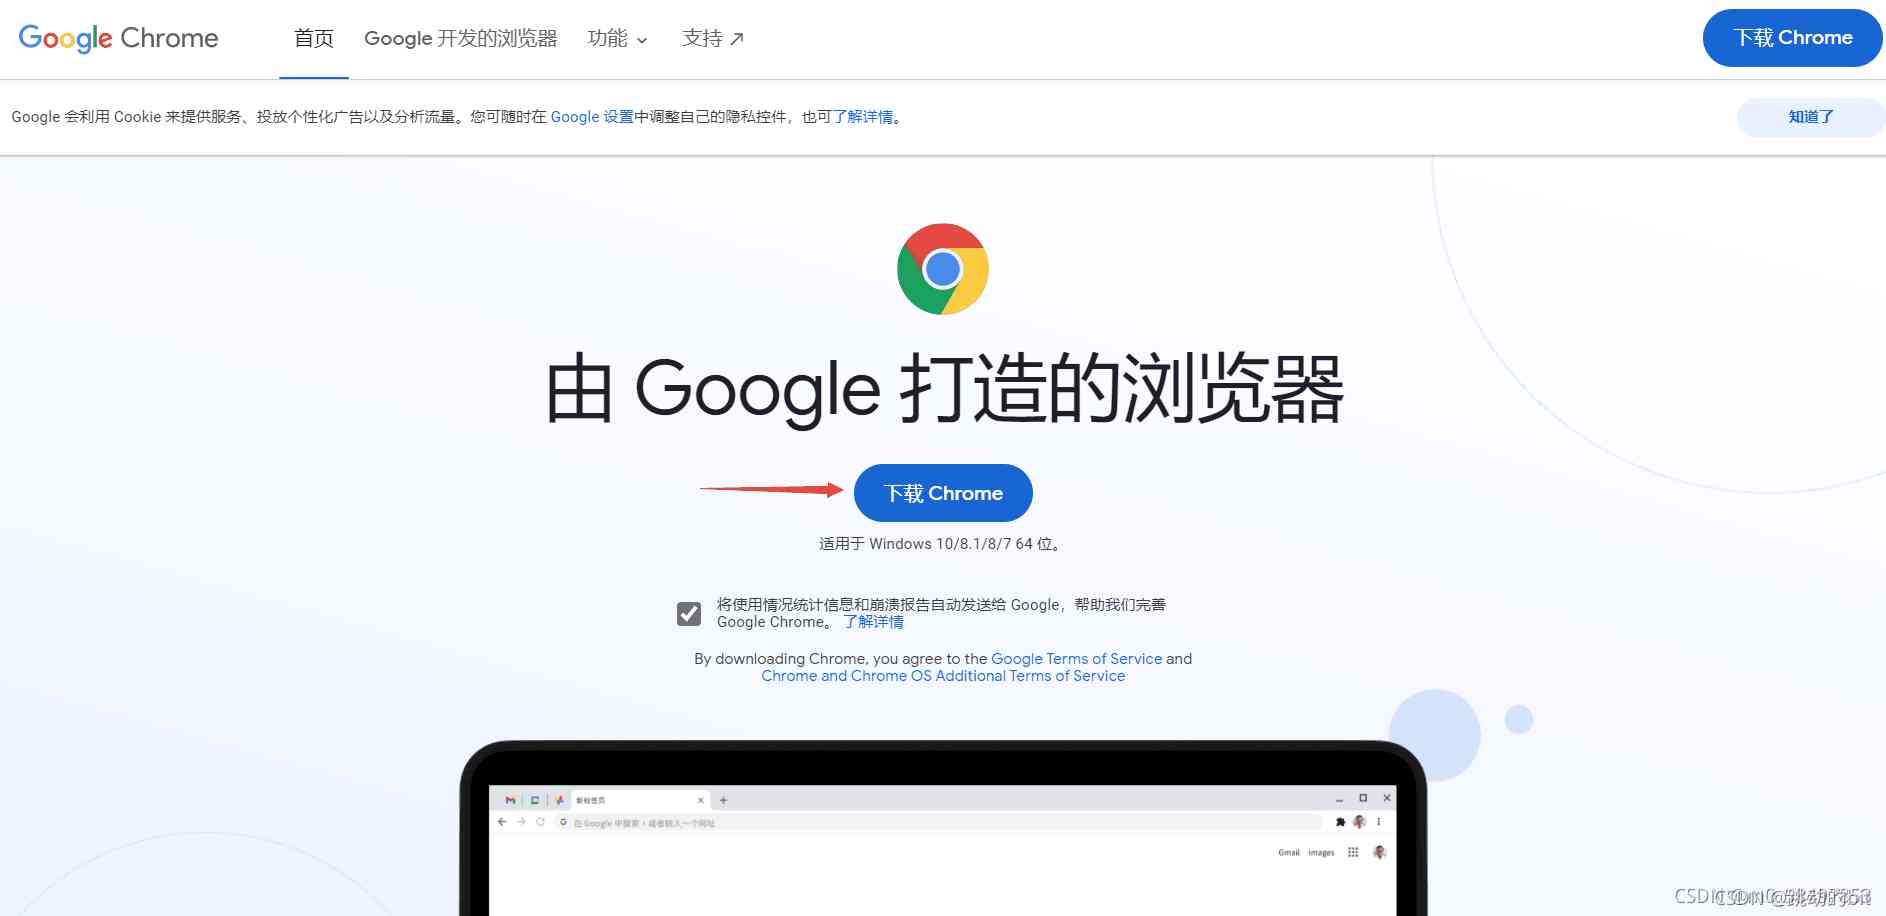 Google Chrome
首页
Google 开发的浏览器
功能
支持
下载 Chrome
Google 会利用 Cookie 来提供服务、投放个性化广告以及分析流量。您可随时在 Google 设置中调整自己的隐私控件，也可了解详情。
知道了
由 Google 打造的浏览器
下载 Chrome
适用于 Windows 10/8.1/8/7 64 位。
将使用情况统计信息和崩溃报告自动发送给 Google，帮助我们完善
Google Chrome。 了解详情
By downloading Chrome, you agree to the Google Terms of Service and
Chrome and Chrome OS Additional Terms of Service
新标签页
在 Google 中搜索，或者输入一个网址
Gmail Images
CSDN